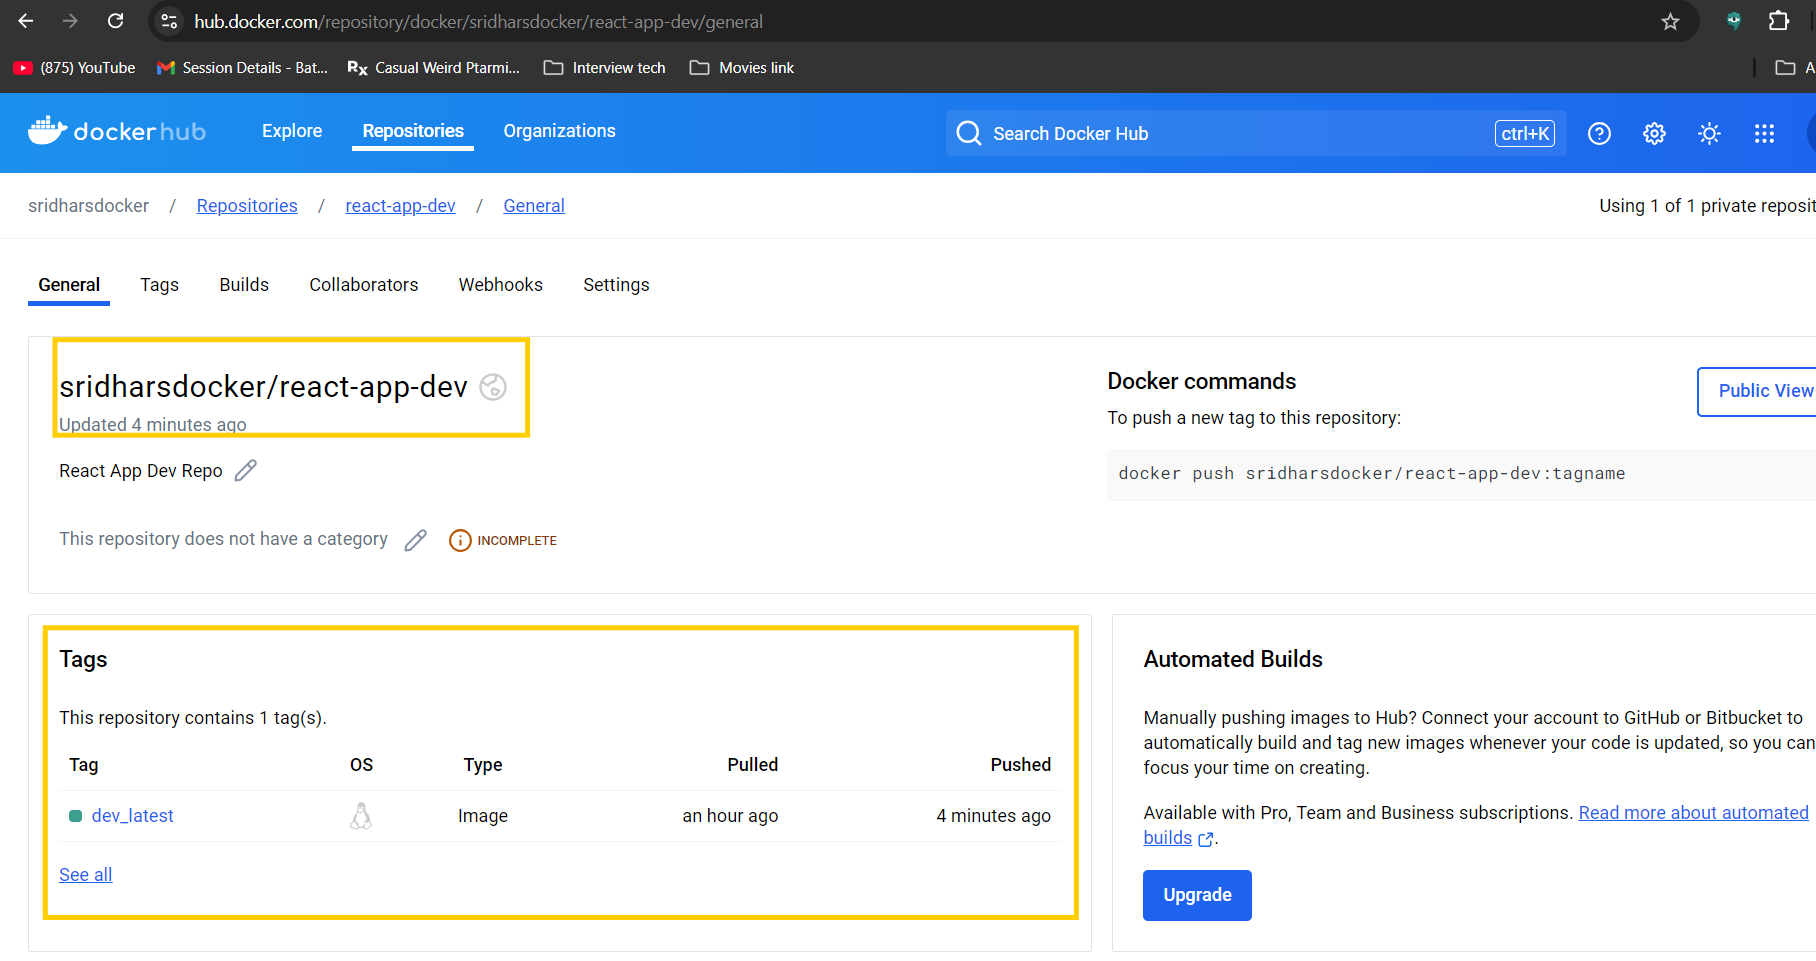 hub.docker.com/repository/docker/sridharsdocker/react-app-dev/general
(875) YouTube
Session Details - Bat...
Rx Casual Weird Ptarmi...
Interview tech
Movies link
A
dockerhub
Explore
Repositories
Organizations
Search Docker Hub
ctrl+K
sridharsdocker / Repositories / react-app-dev / General
Using 1 of 1 private reposit
General
Tags
Builds
Collaborators
Webhooks
Settings
sridharsdocker/react-app-dev
Updated 4 minutes ago
React App Dev Repo
This repository does not have a category
INCOMPLETE
Docker commands
To push a new tag to this repository:
Public View
docker push sridharsdocker/react-app-dev:tagname
Tags
This repository contains 1 tag(s).
Tag OS Type Pulled Pushed
dev_latest Image an hour ago 4 minutes ago
See all
Automated Builds
Manually pushing images to Hub? Connect your account to GitHub or Bitbucket to
automatically build and tag new images whenever your code is updated, so you can
focus your time on creating.
Available with Pro, Team and Business subscriptions. Read more about automated
builds.
Upgrade